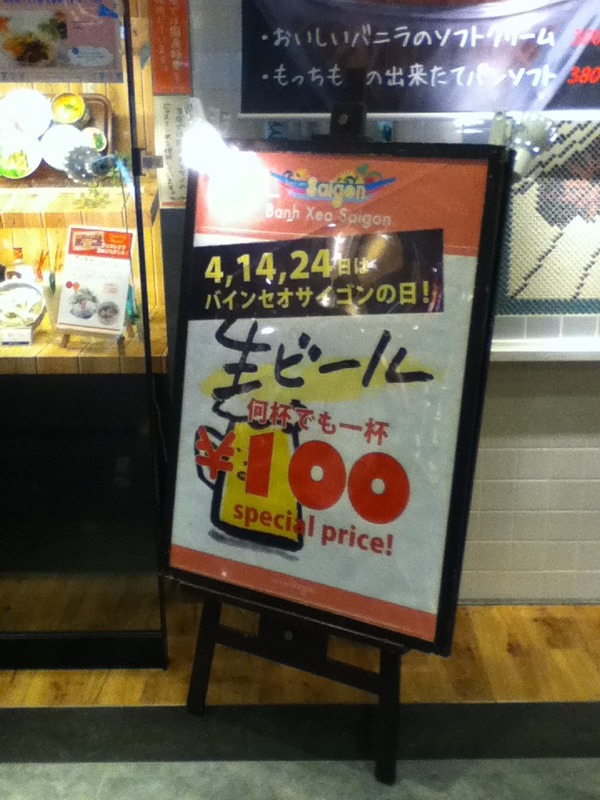 ・おいしいバニラのソフトクリーム
・もっちも の出来たてパンソフト 380
Saigon
Banh Xeo Saigon
4,14,24日は
バインセオサイゴンの日！
生ビール
何杯でも一杯
¥100
special price!